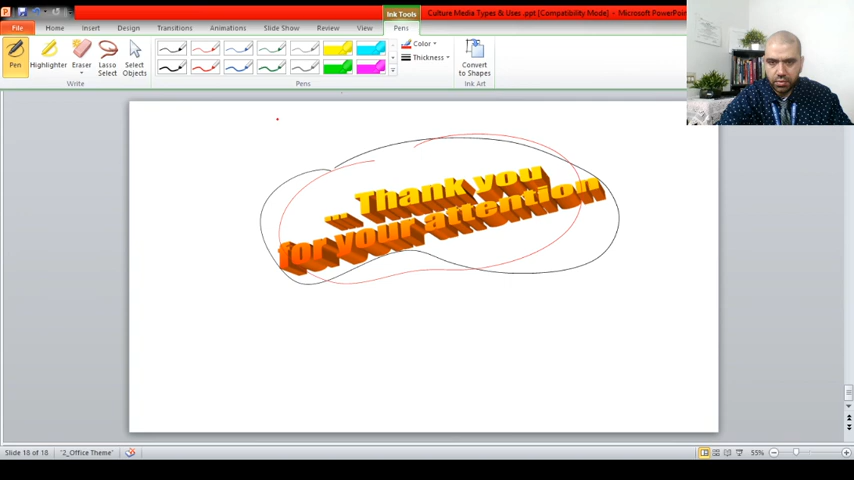 Ink Tools
Culture Media Types & Uses .ppt [Compatibility Mode] - Microsoft PowerPoint
File Home Insert Design Transitions Animations Slide Show Review View Pens
Pen Highlighter Eraser Lasso Select Select Objects
Color
Thickness
Convert to Shapes
Write Pens Ink Art
... Thank you
for your attention
Slide 18 of 18 "2_Office Theme" 55%